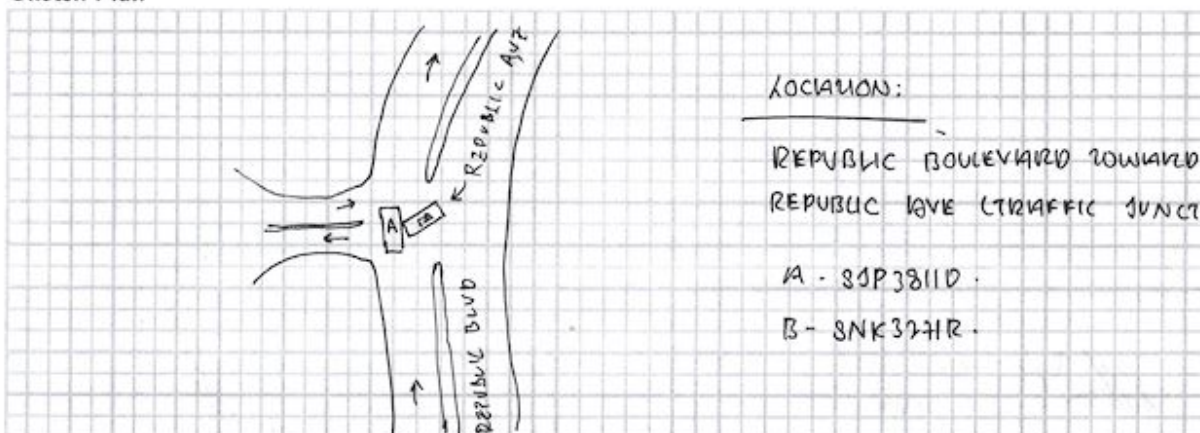 REPUBLIC AVE
A
B
REPUBLIC BLVD
LOCATION:
REPUBLIC BOULEVARD TOWARD
REPUBLIC AVE (TRAFFIC JUNCT
A - SJP3811D.
B - SNK3271R.